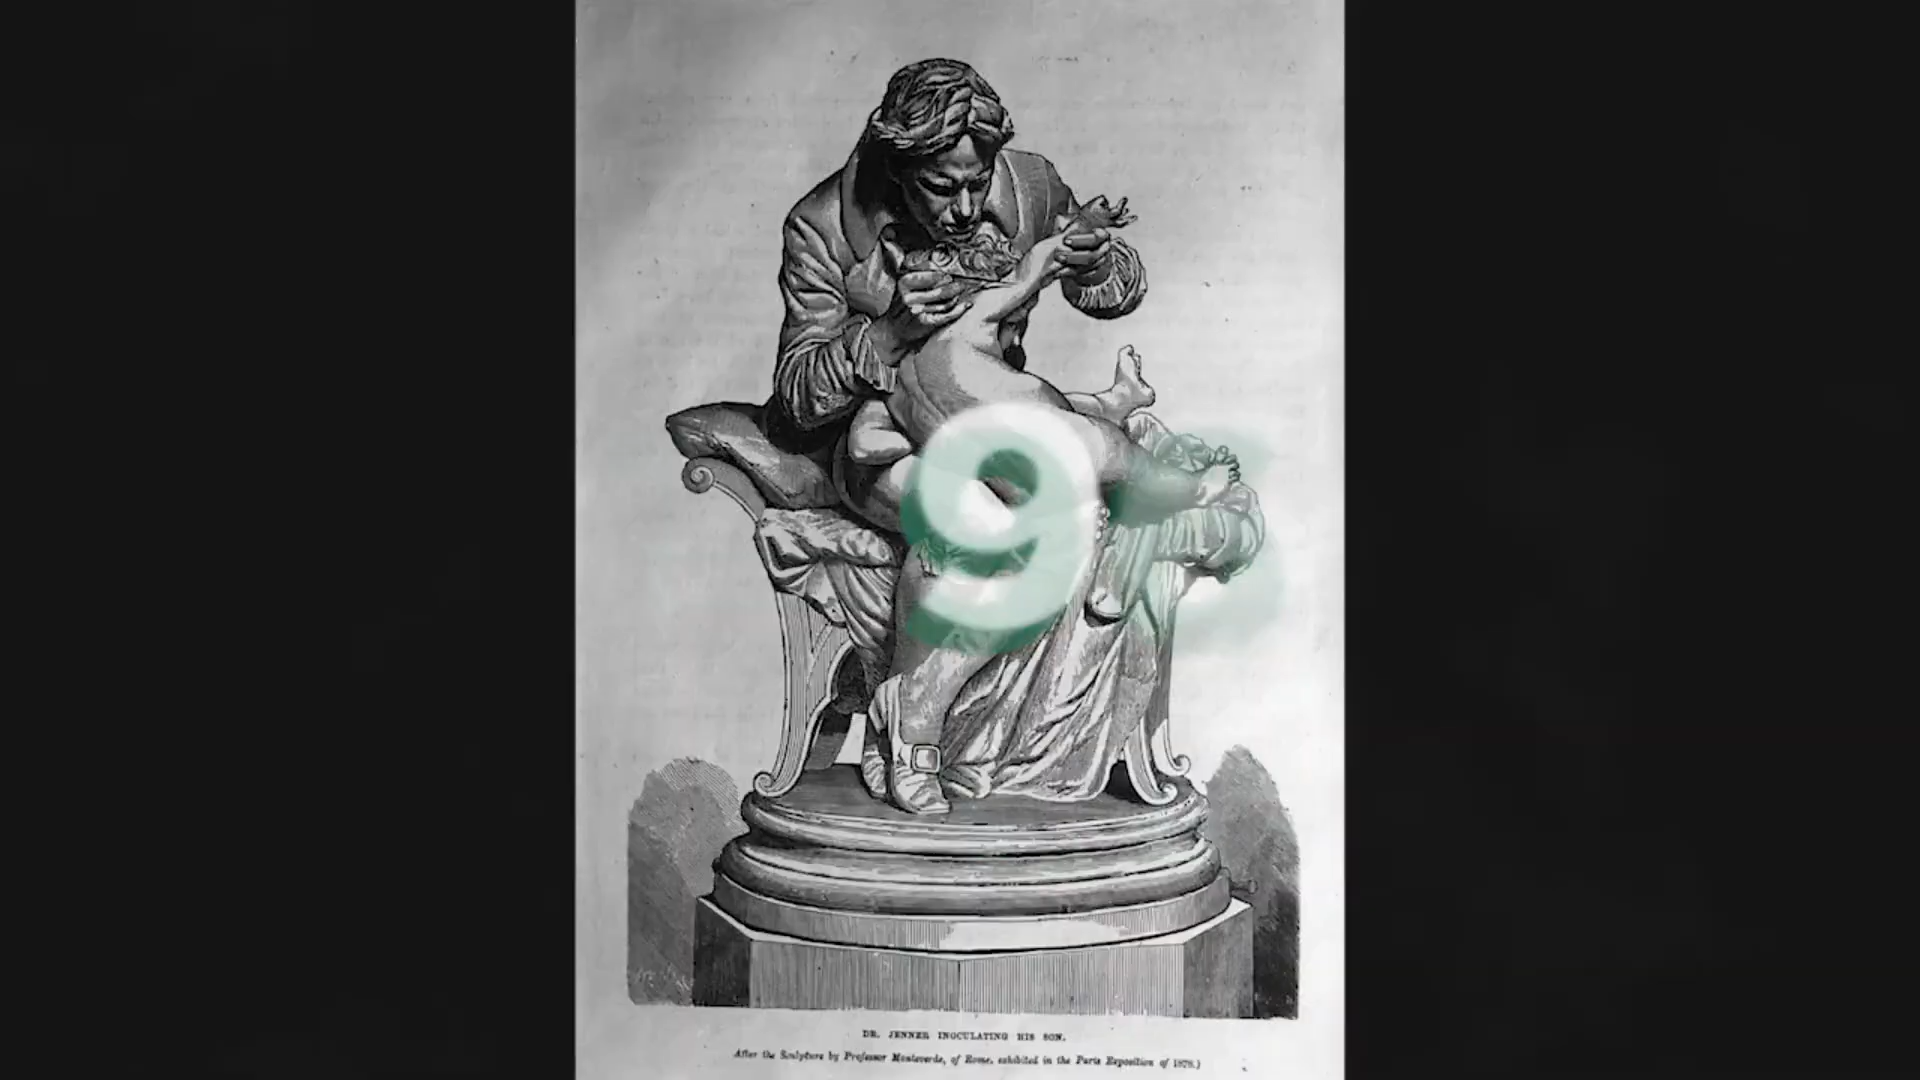 9
DR. JENNER INOCULATING HIS SON.
After the Sculpture by Professor Monteverde, of Rome, exhibited in the Paris Exposition of 1878.)